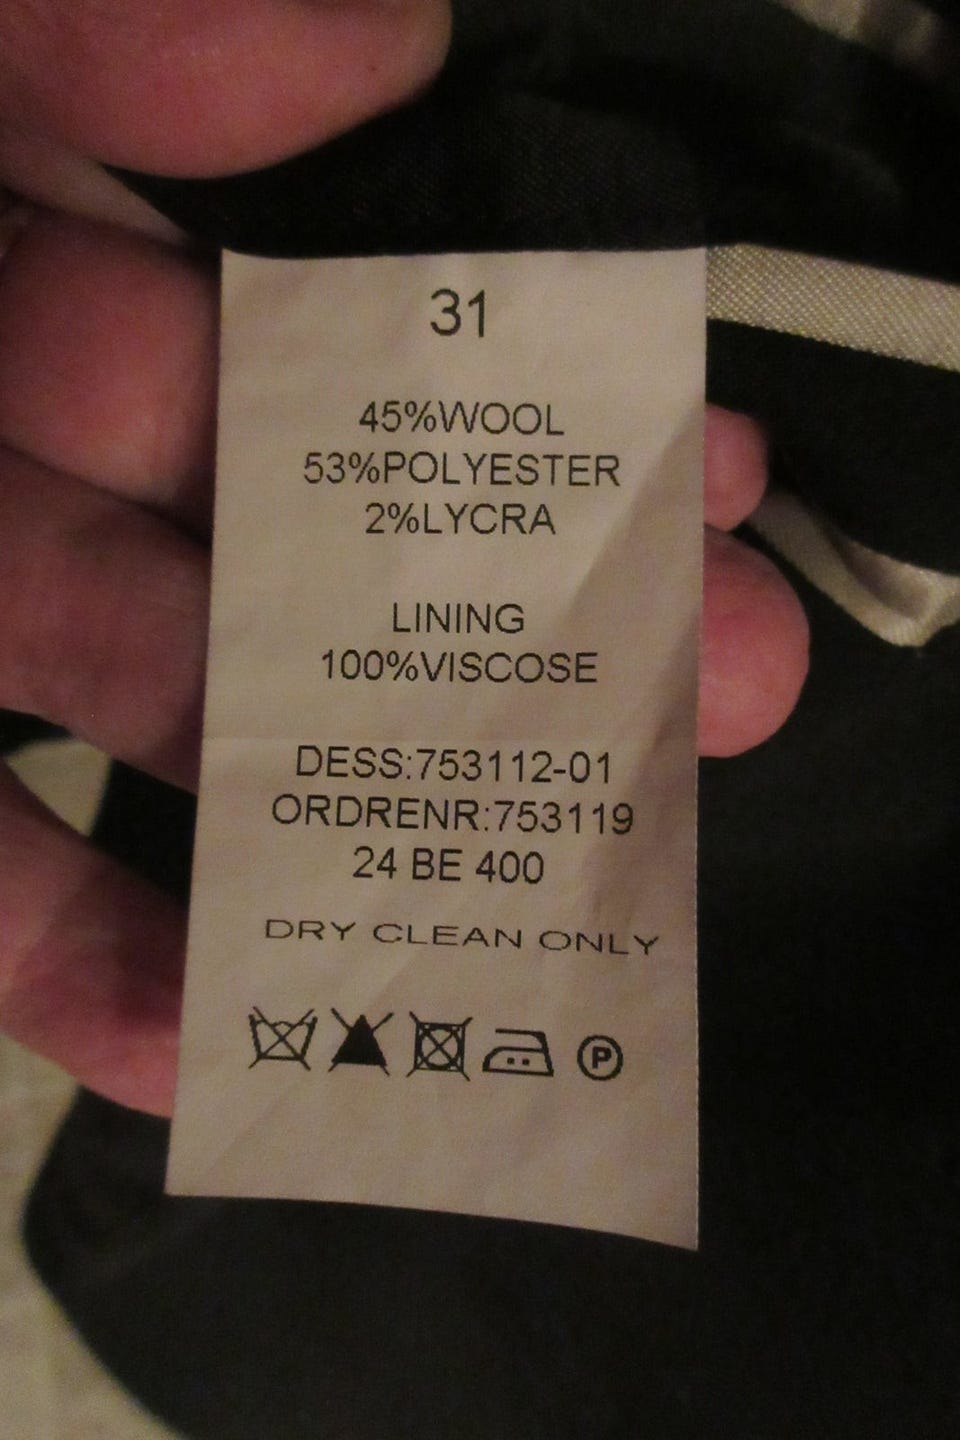 31
45%WOOL
53%POLYESTER
2%LYCRA
LINING
100%VISCOSE
DESS:753112-01
ORDRENR:753119
24 BE 400
DRY CLEAN ONLY
P